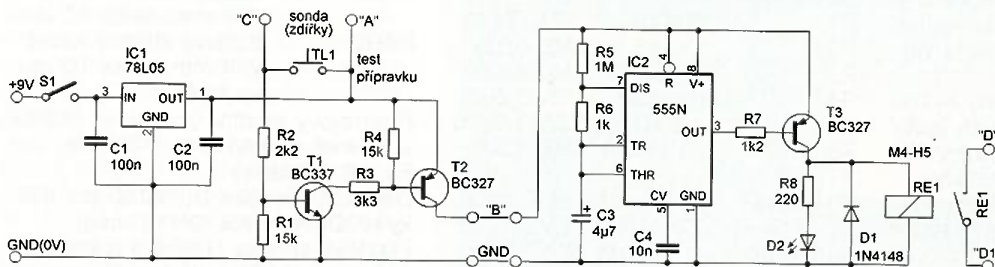 "C"
sonda
(zdířky)
"A"
TL1
test
přípravku
IC1
78L05
+9V
S1
3
IN
OUT
1
GND
2
C1
100n
C2
100n
R2
2k2
R4
15k
T1
BC337
R3
3k3
T2
BC327
R1
15k
GND(0V)
"B"
GND
R5
1M
IC2
4
8
R
V+
7
DIS
555N
R6
1k
OUT
3
R7
1k2
T3
BC327
2
TR
6
THR
CV
GND
5
1
+
C3
4µ7
C4
10n
R8
220
D2
D1
1N4148
M4-H5
RE1
"D"
RE1
"D1"